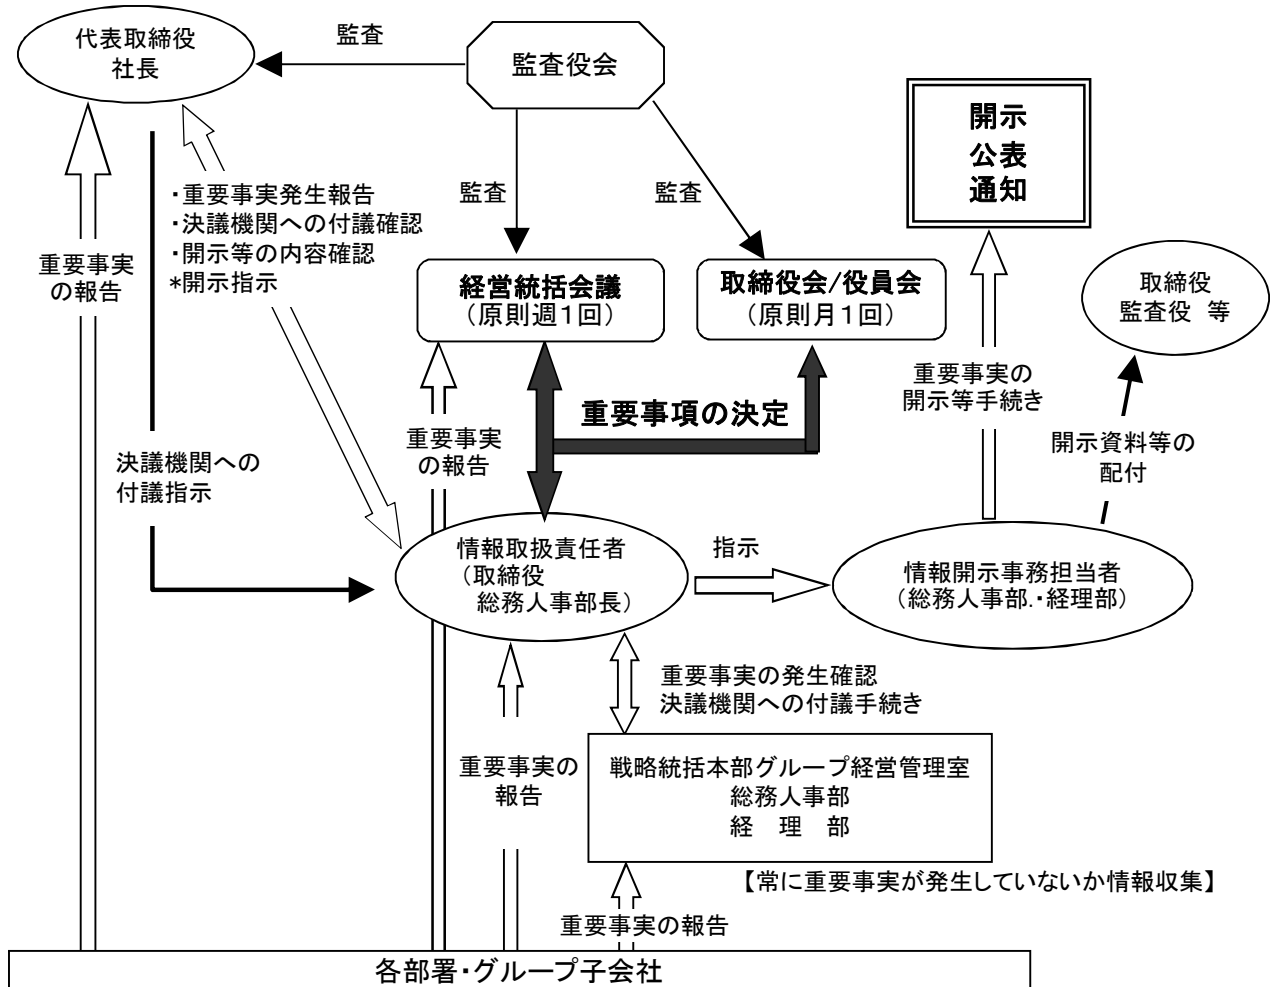 代表取締役
社長
監査
監査役会
開示
公表
通知
・重要事実発生報告
・決議機関への付議確認
・開示等の内容確認
*開示指示
監査
監査
重要事実
の報告
経営統括会議
（原則週１回）
取締役会/役員会
（原則月１回）
取締役
監査役　等
重要事実の
開示等手続き
重要事項の決定
重要事実
の報告
開示資料等の
配付
決議機関への
付議指示
情報取扱責任者
（取締役
総務人事部長）
指示
情報開示事務担当者
（総務人事部.・経理部）
重要事実の発生確認
決議機関への付議手続き
重要事実の
報告
戦略統括本部グループ経営管理室
総務人事部
経　理　部
【常に重要事実が発生していないか情報収集】
重要事実の報告
各部署・グループ子会社